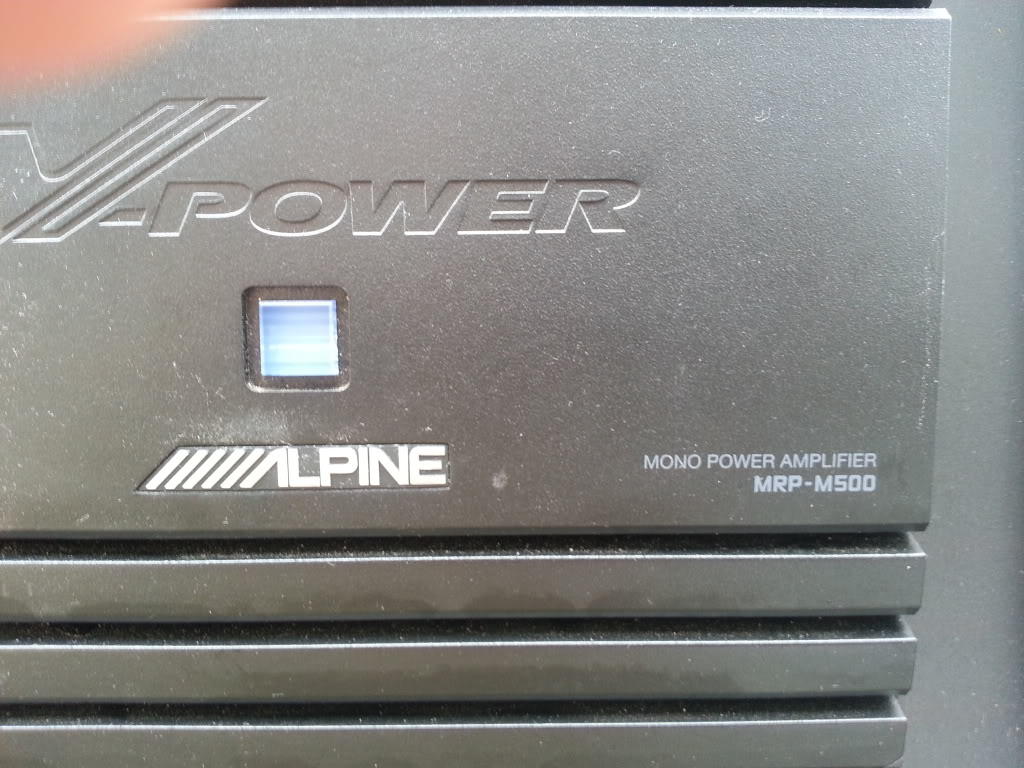 V-POWER
ALPINE
MONO POWER AMPLIFIER
MRP-M500